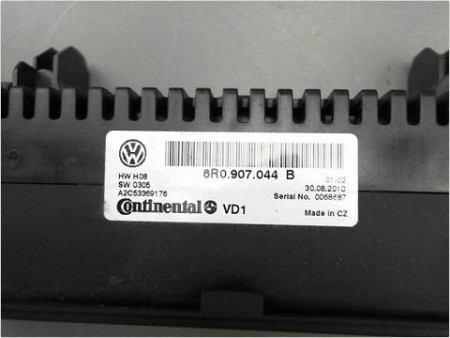 6R0.907.044 B
HW H08
01-02
SW 0305
30.08.2010
A2C53369176
Serial No. 0068687
Continental VD1
Made in CZ